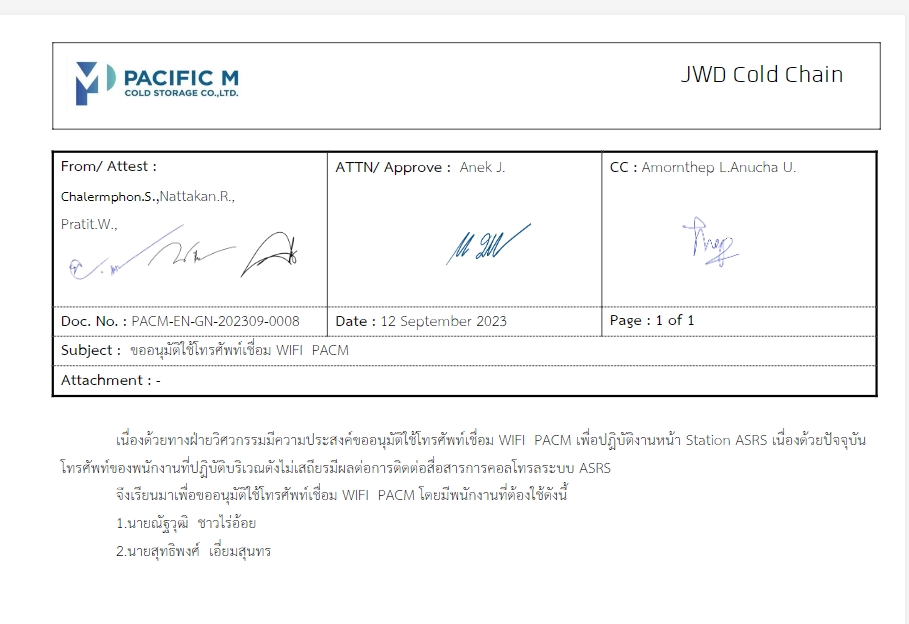 PACIFIC M
COLD STORAGE CO.,LTD.
JWD Cold Chain
From/ Attest :
Chalermphon.S.,Nattakan.R.,
Pratit.W.,
ATTN/ Approve : Anek J.
CC : Amornthep L.Anucha U.
Doc. No. : PACM-EN-GN-202309-0008
Date : 12 September 2023
Page : 1 of 1
Subject : ขออนุมัติใช้โทรศัพท์เชื่อม WIFI PACM
Attachment : -
เนื่องด้วยทางฝ่ายวิศวกรรมมีความประสงค์ขออนุมัติใช้โทรศัพท์เชื่อม WIFI PACM เพื่อปฏิบัติงานหน้า Station ASRS เนื่องด้วยปัจจุบัน
โทรศัพท์ของพนักงานที่ปฏิบัติบริเวณดังไม่เสถียรมีผลต่อการติดต่อสื่อสารการคอลโทรลระบบ ASRS
จึงเรียนมาเพื่อขออนุมัติใช้โทรศัพท์เชื่อม WIFI PACM โดยมีพนักงานที่ต้องใช้ดังนี้
1.นายณัฐวุฒิ ชาวไร่อ้อย
2.นายสุทธิพงศ์ เอี่ยมสุนทร